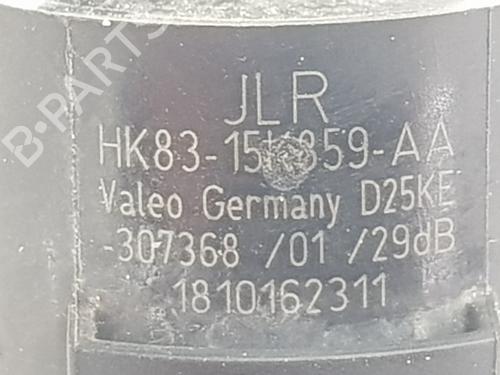 JLR
HK83-15K859-AA
Valeo Germany D25KE
-307368 /01 /29dB
1810162311
B-PARTS